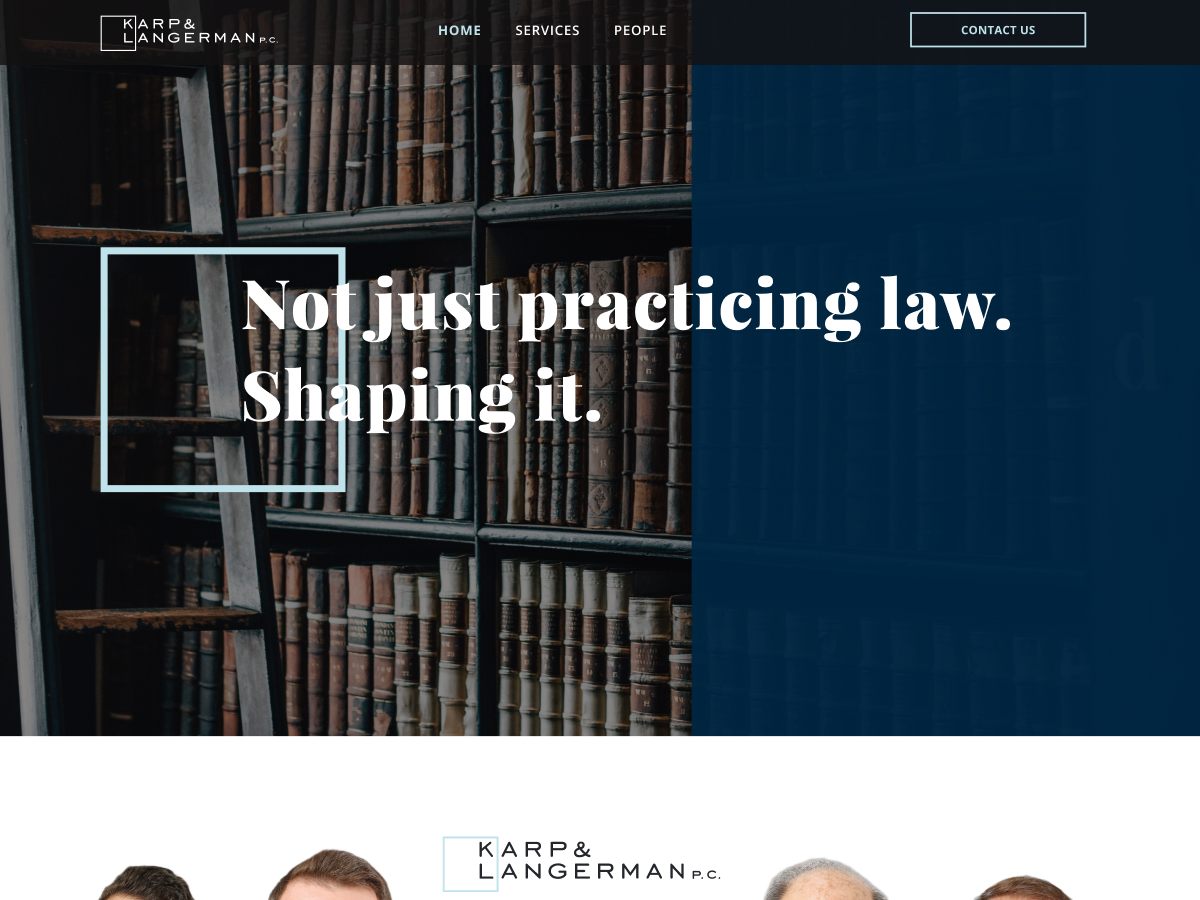 KARP &
LANGERMAN P.C.
HOME SERVICES PEOPLE
CONTACT US
Not just practicing law.
Shaping it.
KARP &
LANGERMAN P.C.